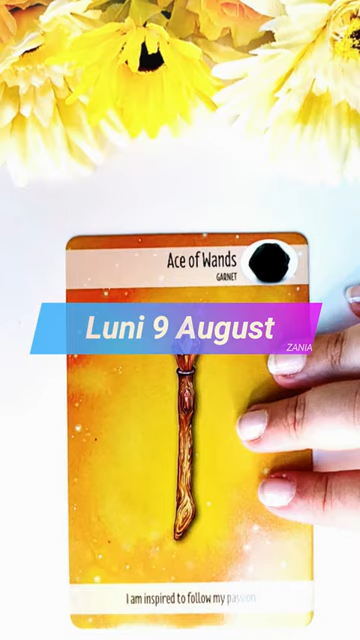 Ace of Wands
GARNET
Luni 9 August
ZANIA
I am inspired to follow my passion